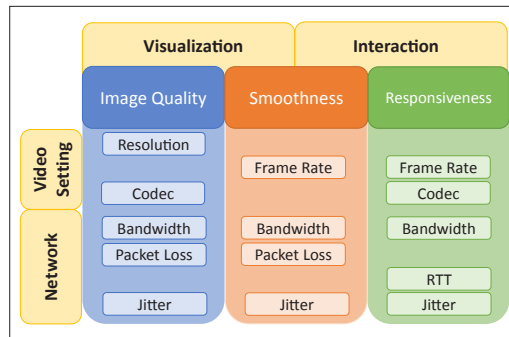 Visualization
Interaction
Image Quality
Smoothness
Responsiveness
Video
Setting
Resolution
Frame Rate
Frame Rate
Codec
Codec
Network
Bandwidth
Bandwidth
Bandwidth
Packet Loss
Packet Loss
RTT
Jitter
Jitter
Jitter